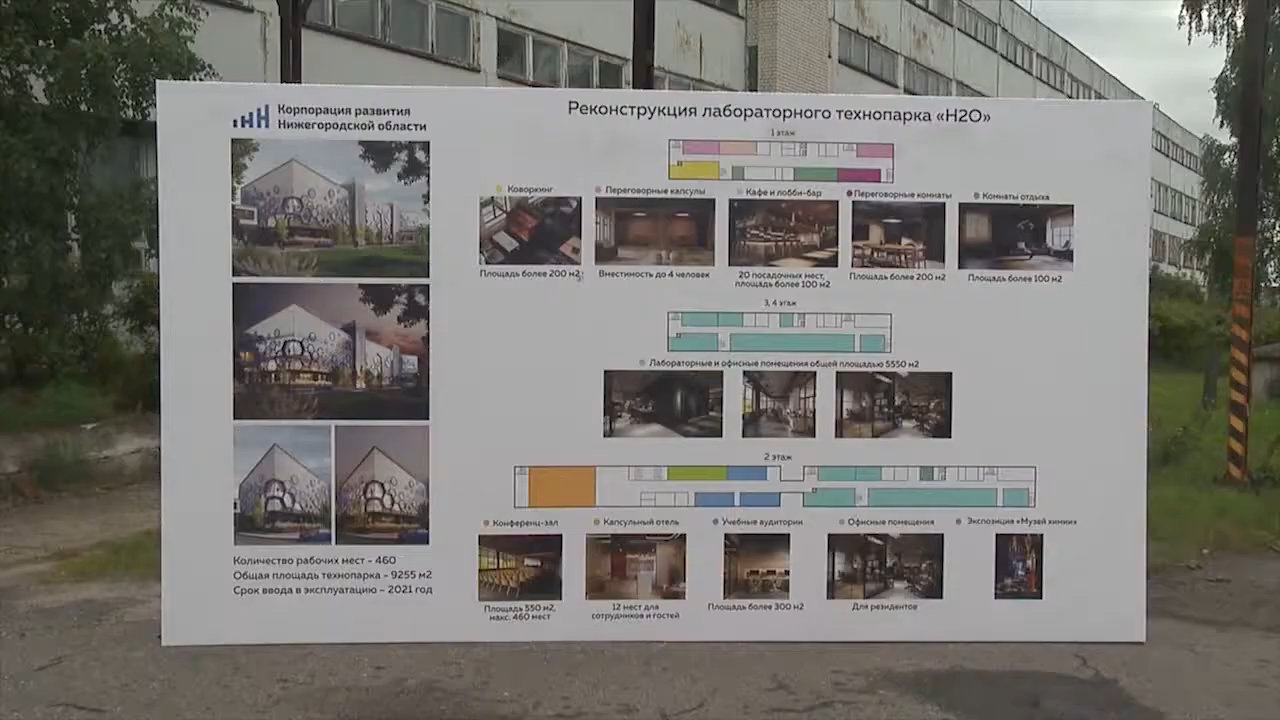 Корпорация развития
Нижегородской области
Реконструкция лабораторного технопарка «H2O»
1 этаж
Коворкинг
Переговорные капсулы
Кафе и лобби-бар
Переговорные комнаты
Комнаты отдыха
Площадь более 200 м2
Вместимость до 4 человек
20 посадочных мест,
площадь более 100 м2
Площадь более 200 м2
Площадь более 100 м2
3, 4 этаж
Лабораторные и офисные помещения общей площадью 5550 м2
2 этаж
Конференц-зал
Капсульный отель
Учебные аудитории
Офисные помещения
Экспозиция «Музей химии»
Площадь 550 м2,
макс. 460 мест
12 мест для
сотрудников и гостей
Площадь более 300 м2
Для резидентов
Количество рабочих мест - 460
Общая площадь технопарка - 9255 м2
Срок ввода в эксплуатацию - 2021 год